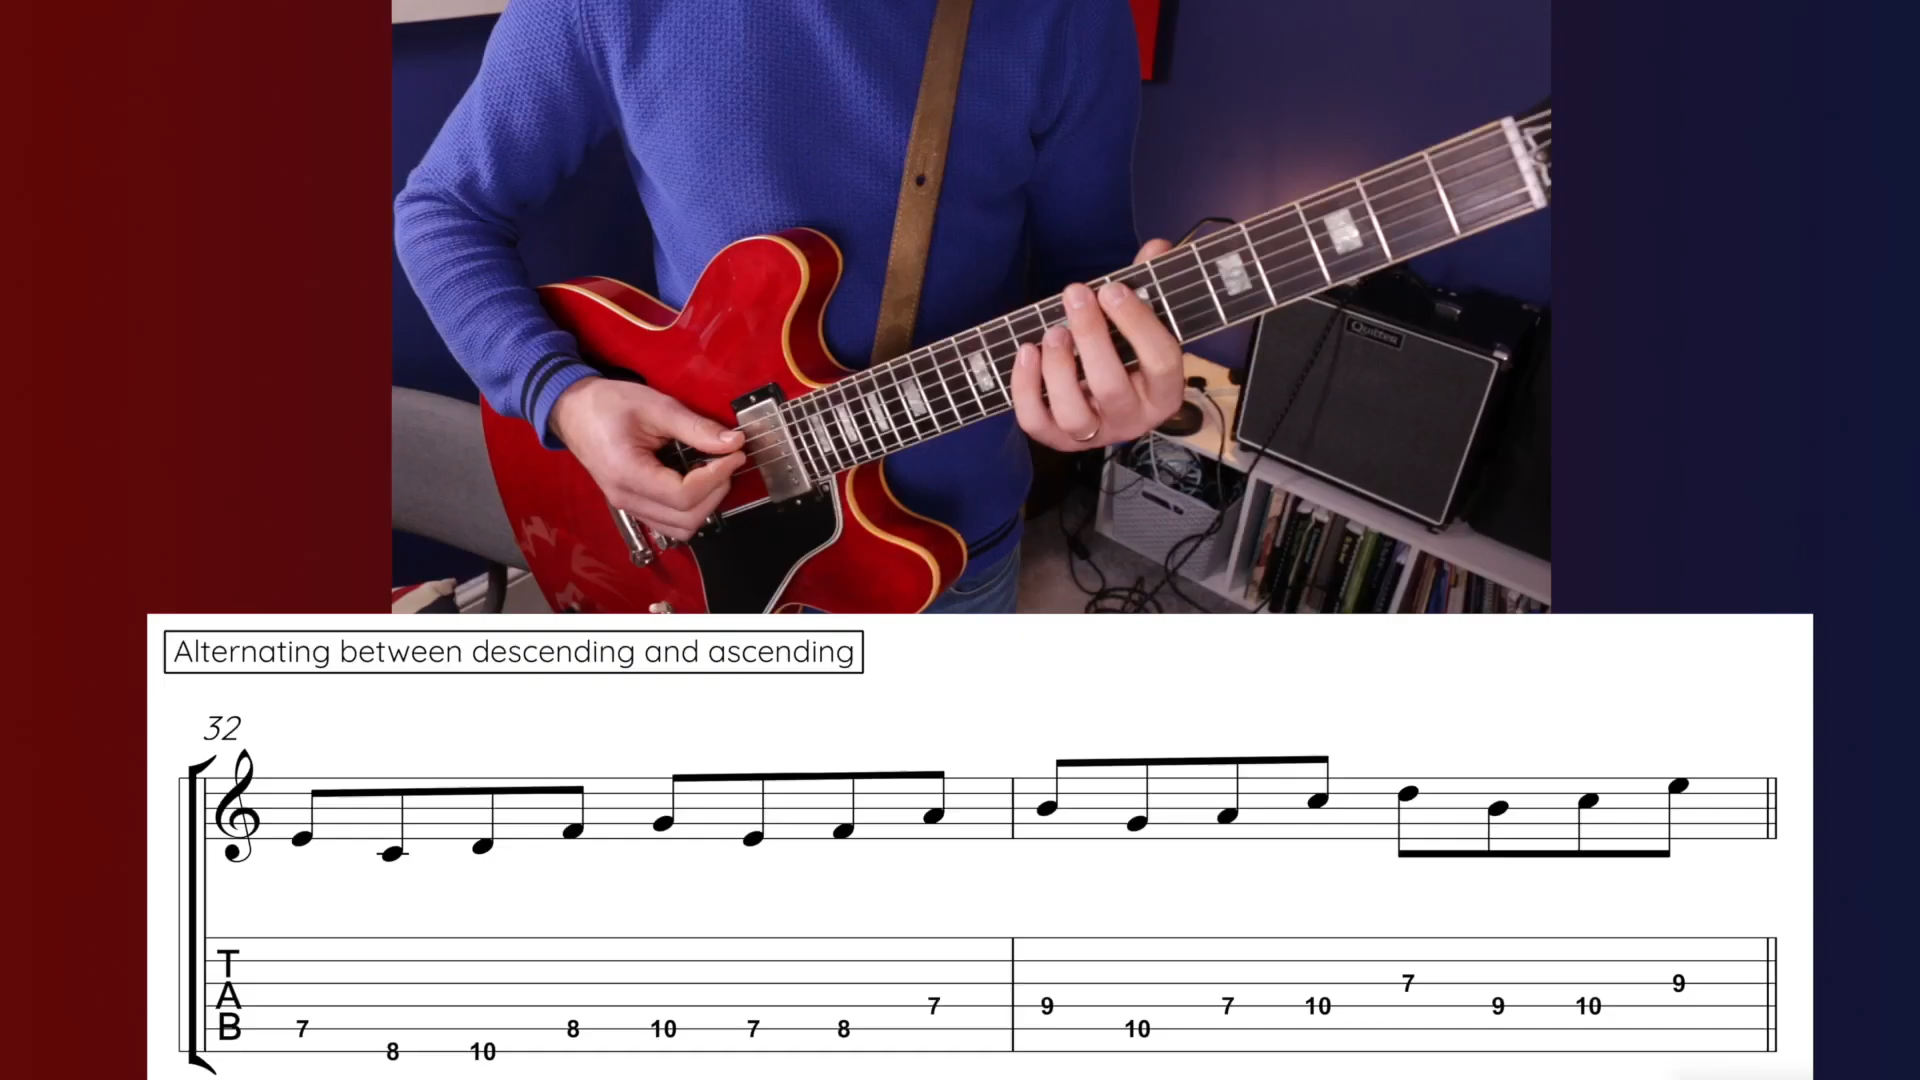 Quilter
Alternating between descending and ascending
32
T
A
B
7 8 10 8 10 7 8 7 9 10 7 10 7 9 10 9